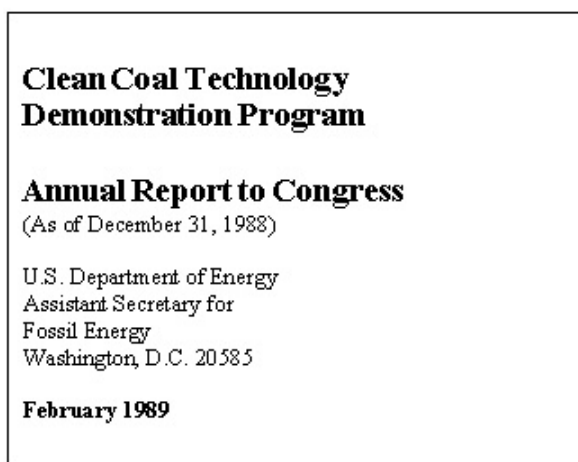 Clean Coal Technology
Demonstration Program
Annual Report to Congress
(As of December 31, 1988)
U.S. Department of Energy
Assistant Secretary for
Fossil Energy
Washington, D.C. 20585
February 1989